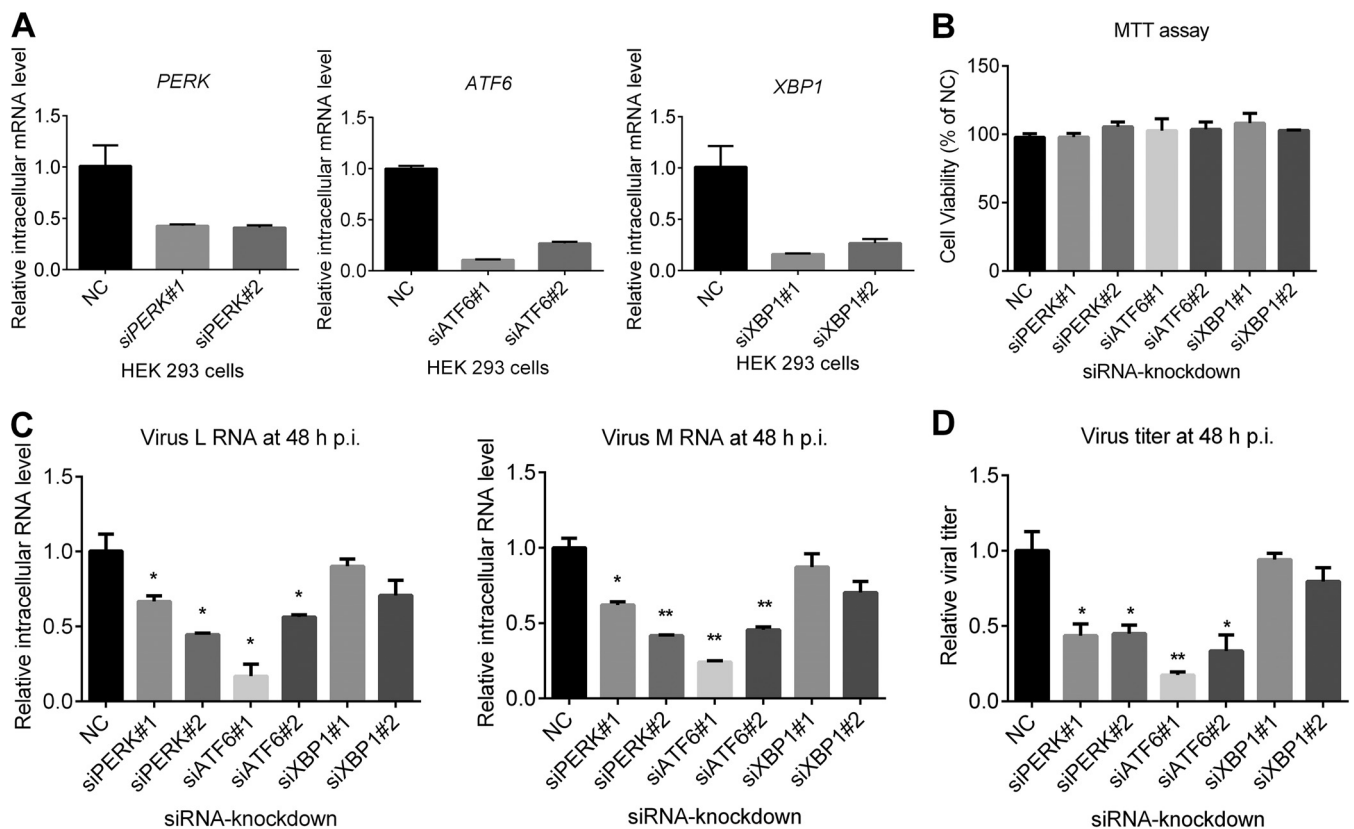 A
PERK
Relative intracellular mRNA level
1.5
1.0
0.5
0.0
NC
siPERK#1
siPERK#2
HEK 293 cells
ATF6
Relative intracellular mRNA level
1.5
1.0
0.5
0.0
NC
siATF6#1
siATF6#2
HEK 293 cells
XBP1
Relative intracellular mRNA level
1.5
1.0
0.5
0.0
NC
siXBP1#1
siXBP1#2
HEK 293 cells
B
MTT assay
Cell Viability (% of NC)
150
100
50
0
NC
siPERK#1
siPERK#2
siATF6#1
siATF6#2
siXBP1#1
siXBP1#2
siRNA-knockdown
C
Virus L RNA at 48 h p.i.
Relative intracellular RNA level
1.5
1.0
0.5
0.0
*
*
*
*
NC
siPERK#1
siPERK#2
siATF6#1
siATF6#2
siXBP1#1
siXBP1#2
siRNA-knockdown
Virus M RNA at 48 h p.i.
Relative intracellular RNA level
1.5
1.0
0.5
0.0
*
**
**
**
NC
siPERK#1
siPERK#2
siATF6#1
siATF6#2
siXBP1#1
siXBP1#2
siRNA-knockdown
D
Virus titer at 48 h p.i.
Relative viral titer
1.5
1.0
0.5
0.0
*
*
**
*
NC
siPERK#1
siPERK#2
siATF6#1
siATF6#2
siXBP1#1
siXBP1#2
siRNA-knockdown